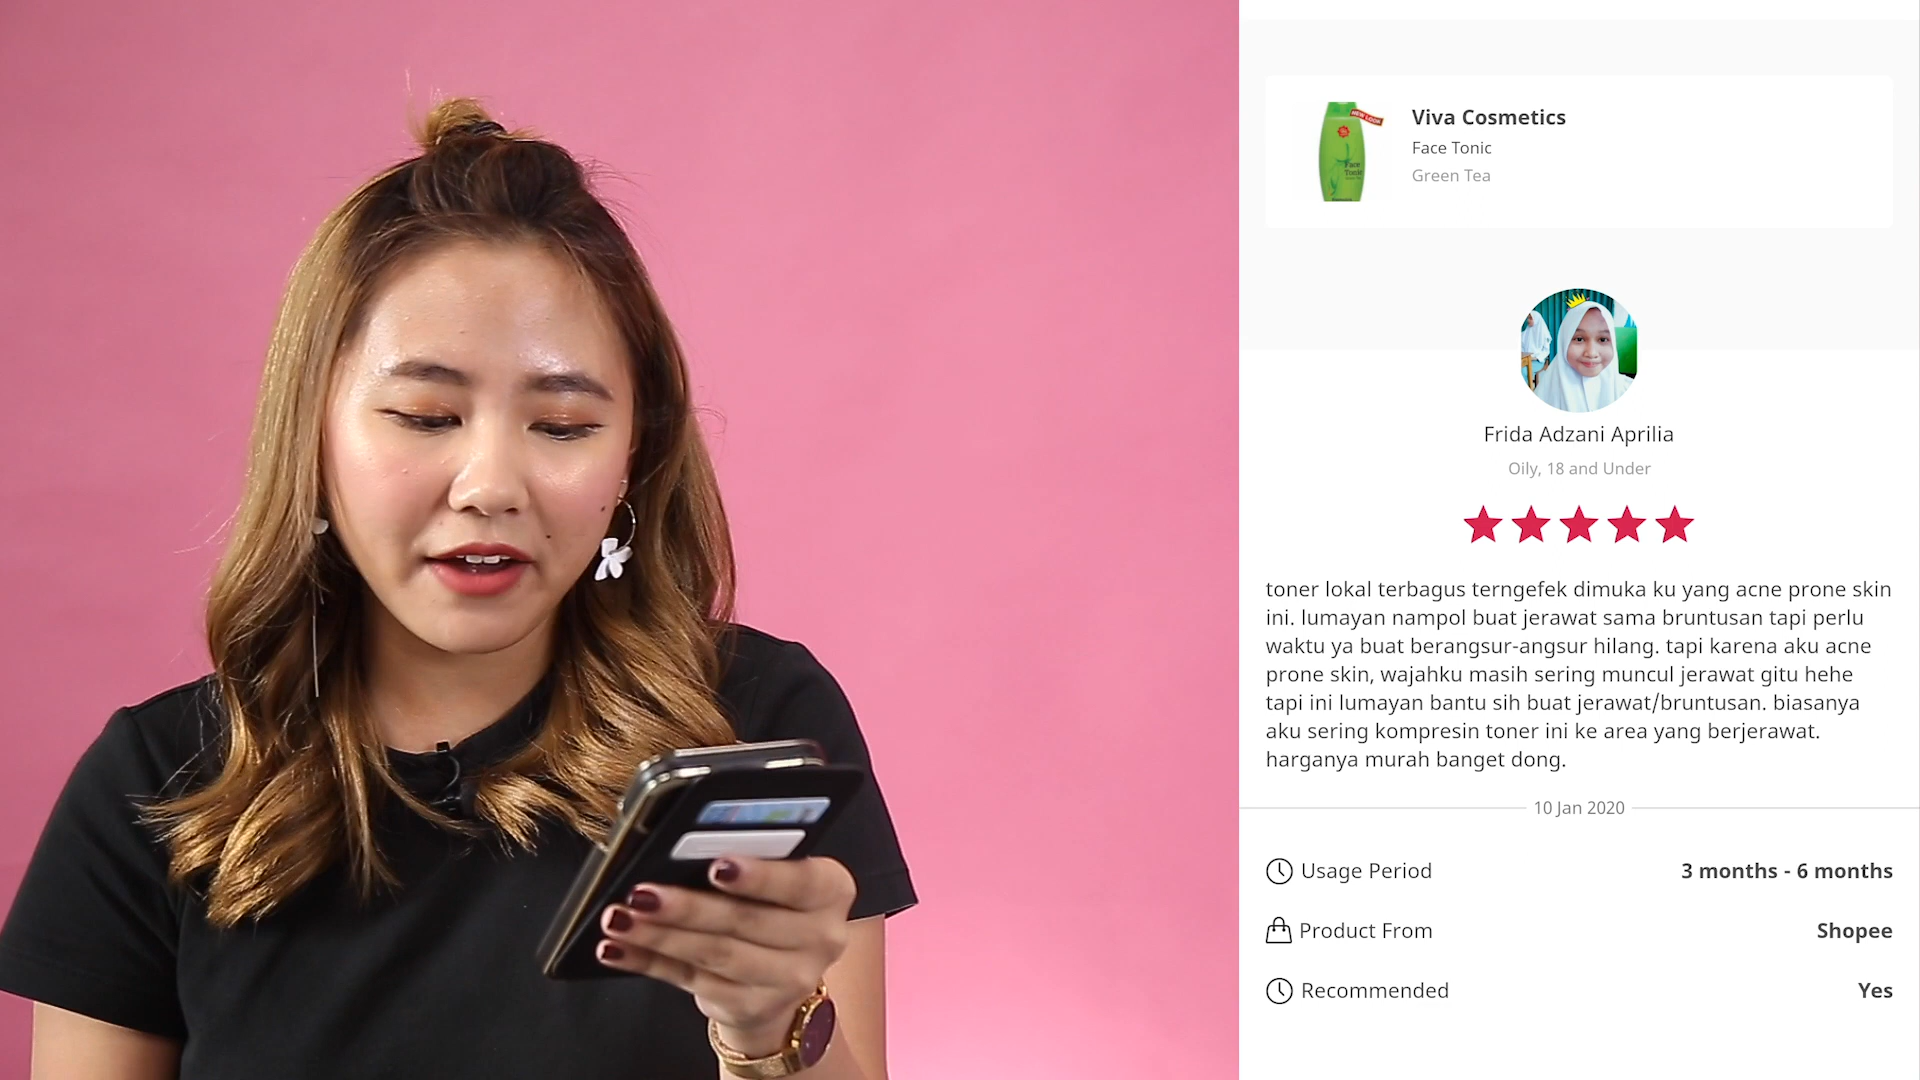 Viva Cosmetics
Face Tonic
Green Tea
NEW LOOK
Face
Tonic
Frida Adzani Aprilia
Oily, 18 and Under
toner lokal terbagus terngefek dimuka ku yang acne prone skin
ini. lumayan nampol buat jerawat sama bruntusan tapi perlu
waktu ya buat berangsur-angsur hilang. tapi karena aku acne
prone skin, wajahku masih sering muncul jerawat gitu hehe
tapi ini lumayan bantu sih buat jerawat/bruntusan. biasanya
aku sering kompresin toner ini ke area yang berjerawat.
harganya murah banget dong.
10 Jan 2020
Usage Period 3 months - 6 months
Product From Shopee
Recommended Yes